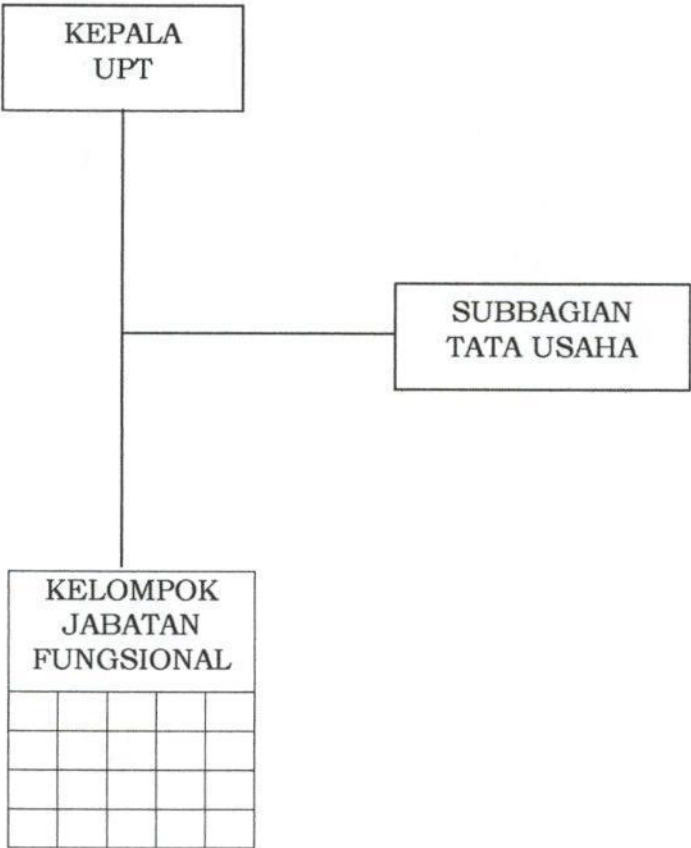 KEPALA
UPT
SUBBAGIAN
TATA USAHA
KELOMPOK
JABATAN
FUNGSIONAL